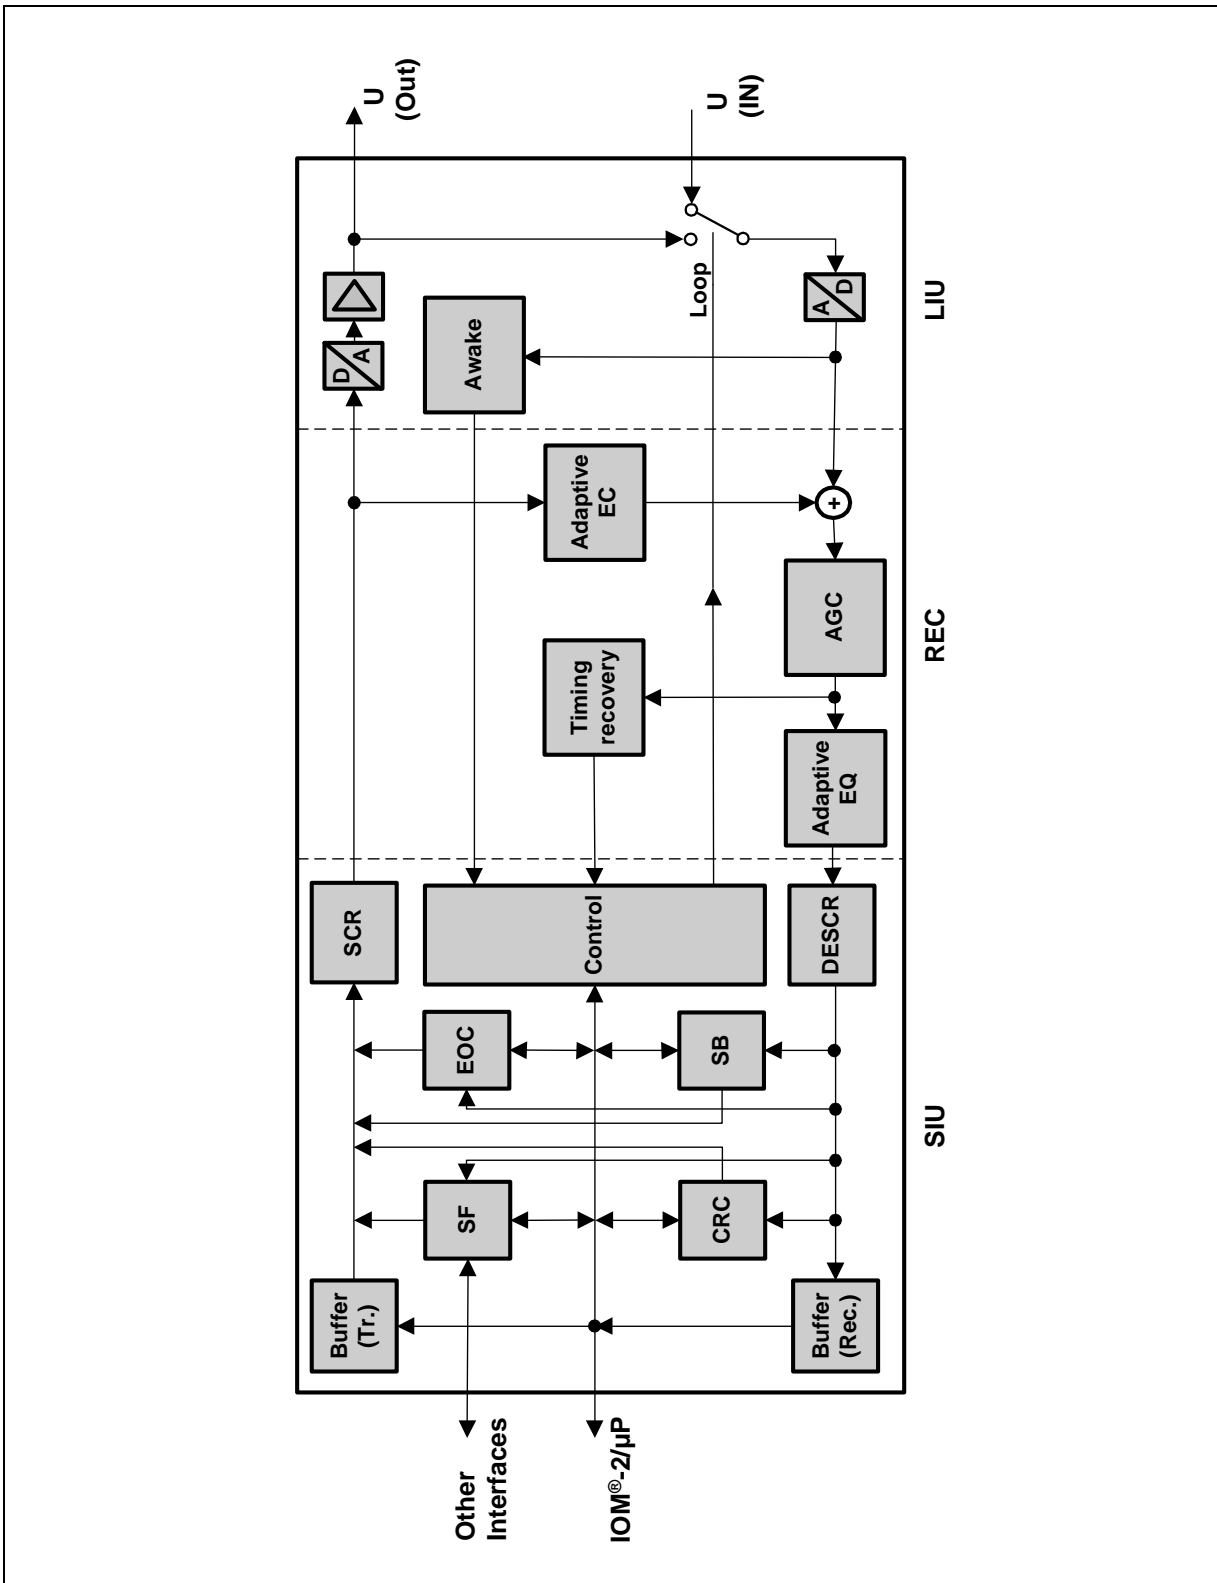 U
(Out)
U
(IN)
D
A
Awake
Loop
A
D
LIU
Adaptive
EC
+
AGC
REC
Timing
recovery
Adaptive
EQ
SCR
Control
DESCR
EOC
SB
SIU
SF
CRC
Buffer
(Tr.)
Buffer
(Rec.)
Other
Interfaces
IOM®-2/µP